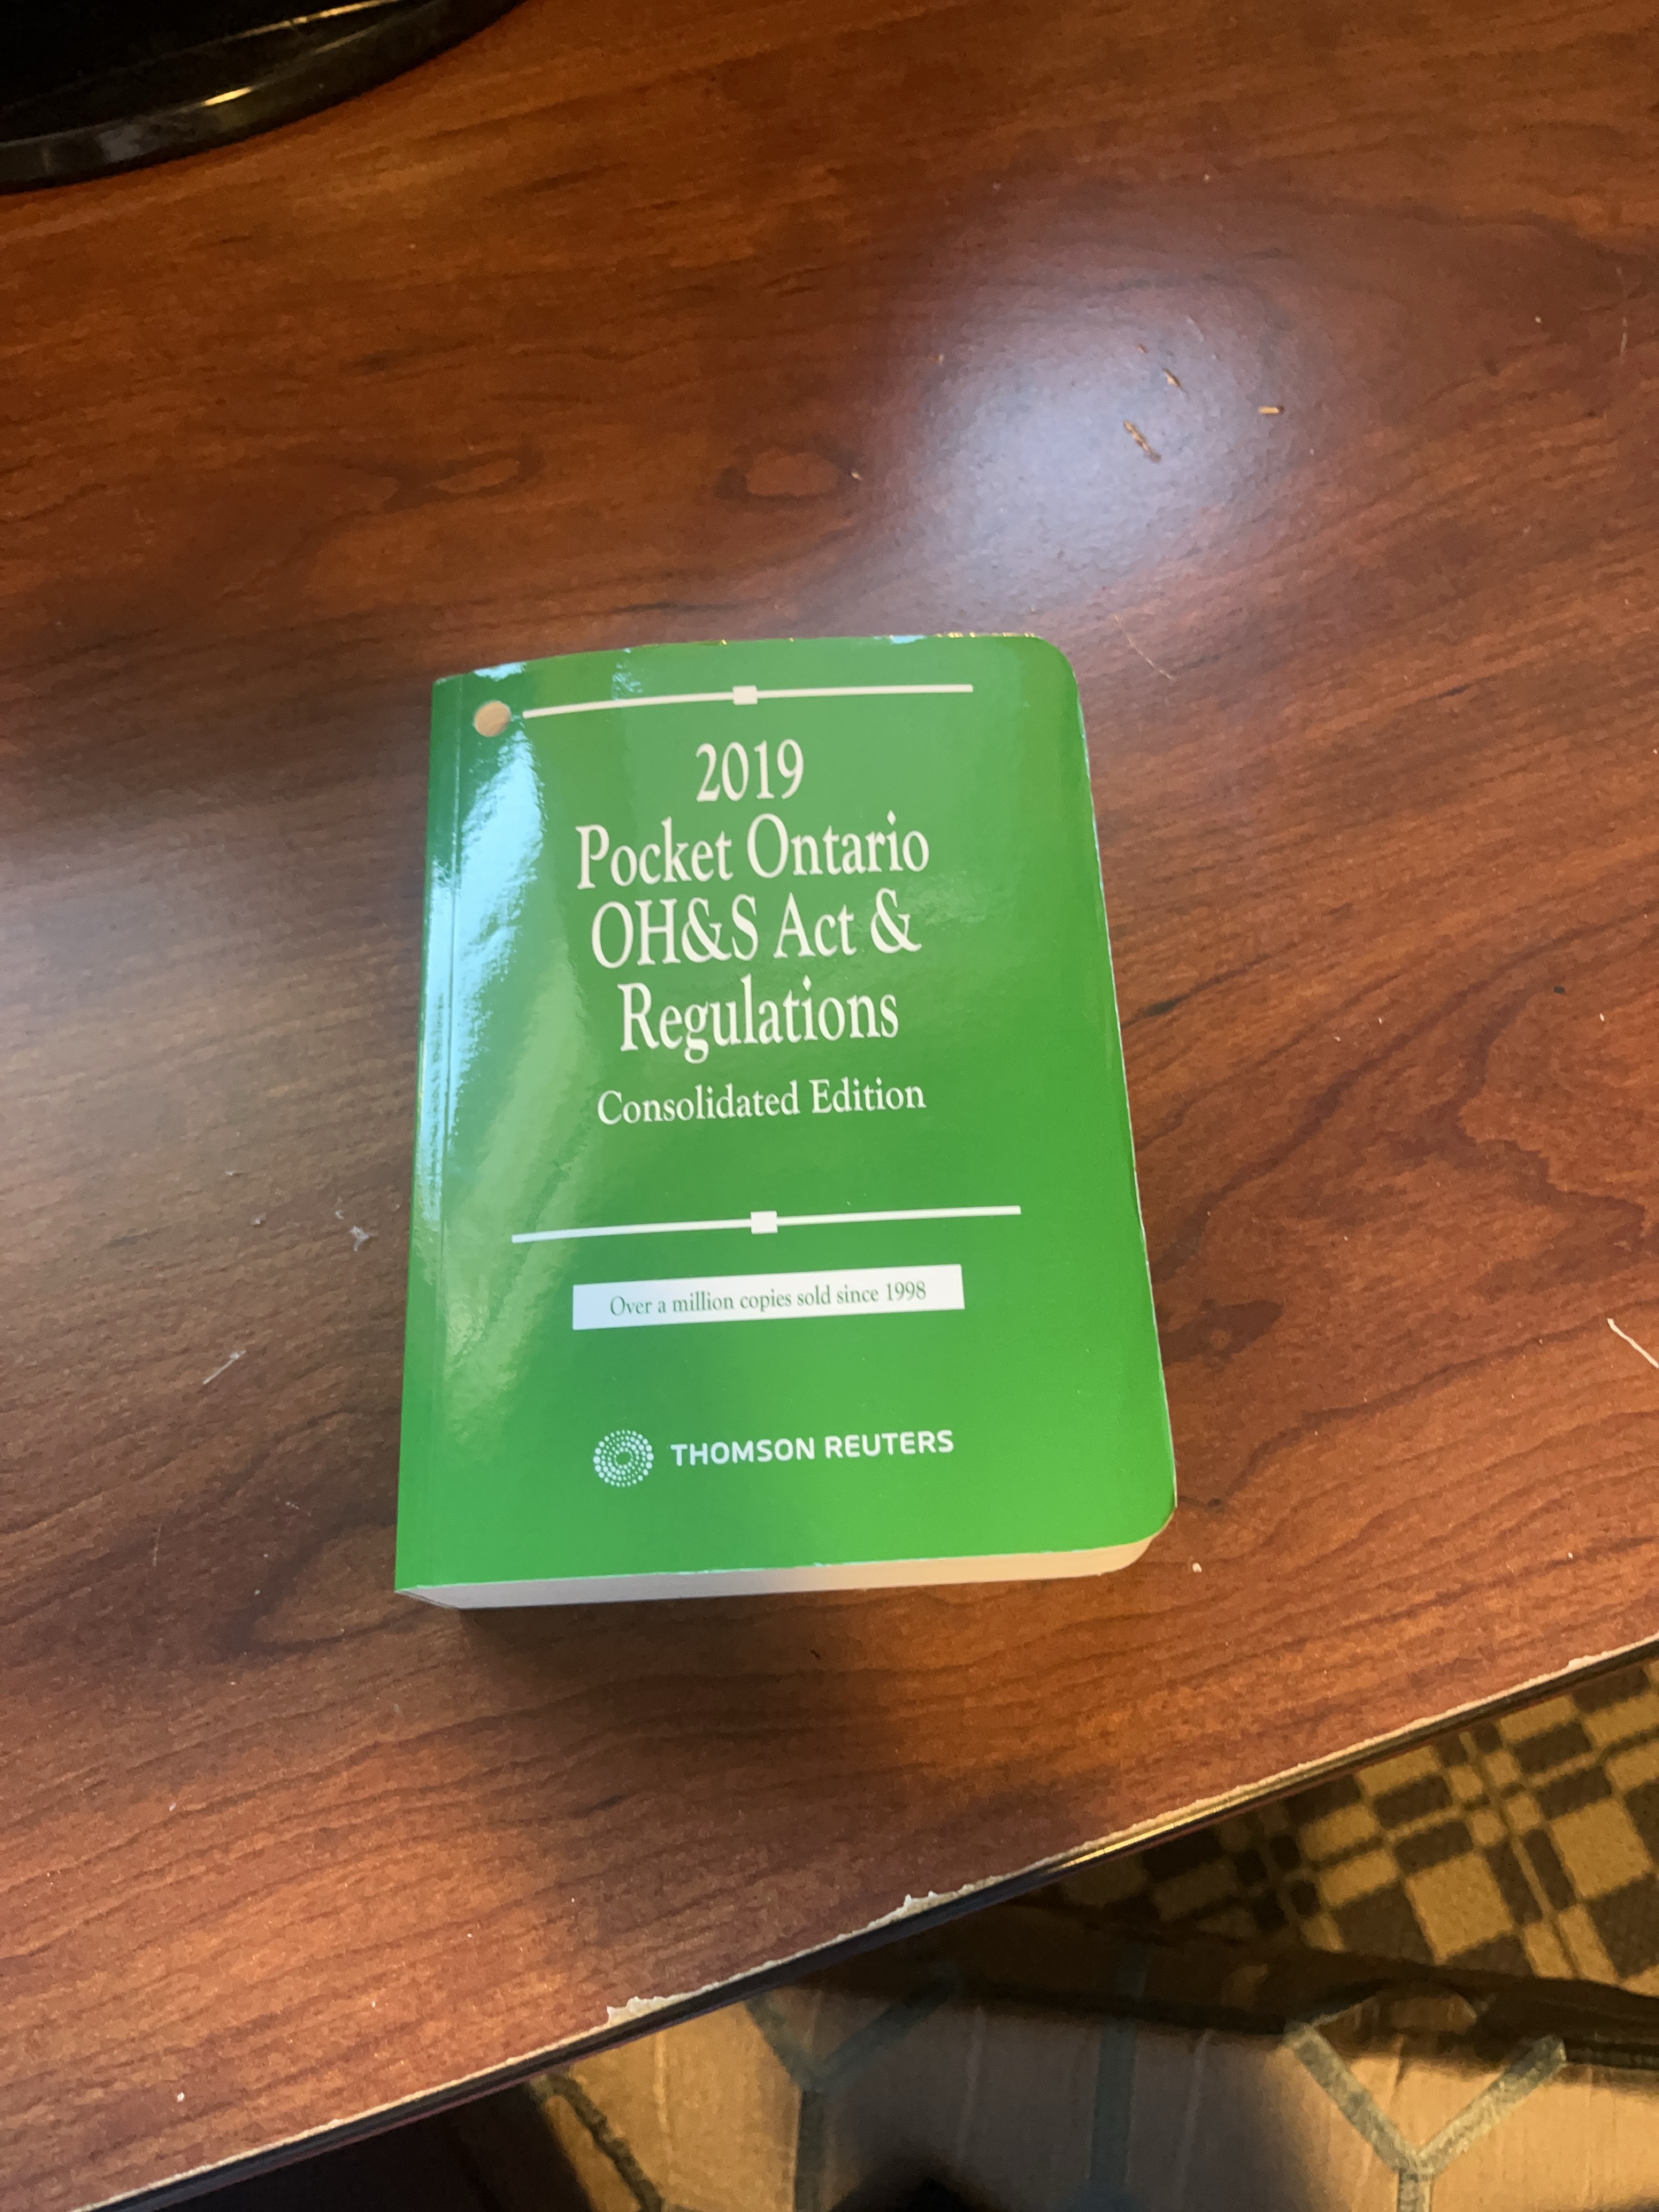 2019
Pocket Ontario
OH&S Act &
Regulations
Consolidated Edition
Over a million copies sold since 1998
THOMSON REUTERS